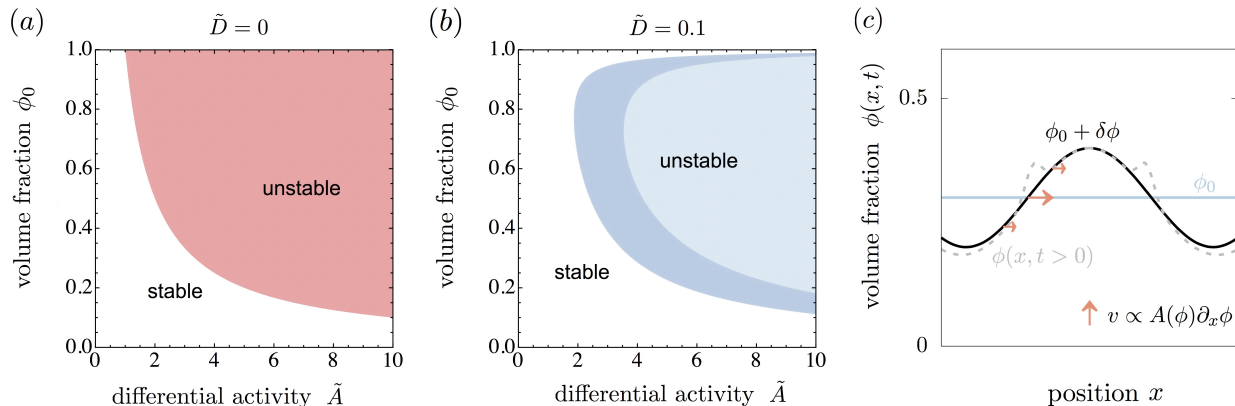 (a)
D̃ = 0
volume fraction ϕ₀
1.0
0.8
0.6
0.4
0.2
0.0
unstable
stable
0 2 4 6 8 10
differential activity Ã
(b)
D̃ = 0.1
volume fraction ϕ₀
1.0
0.8
0.6
0.4
0.2
0.0
unstable
stable
0 2 4 6 8 10
differential activity Ã
(c)
volume fraction ϕ(x, t)
0.5
0
ϕ₀ + δϕ
ϕ₀
ϕ(x, t > 0)
v ∝ A(ϕ)∂ₓϕ
position x